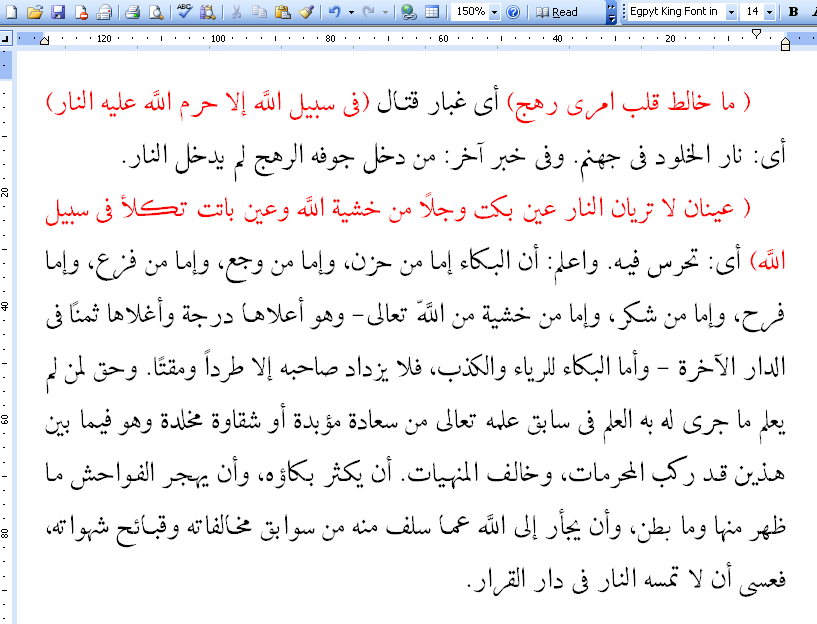 150% Read Egpyt King Font in 14 B
120 100 80 60 40 20
( ما خالط قلب امرى رهج) أى غبار قتال (فى سبيل الله إلا حرم الله عليه النار)
أى: نار الخلود فى جهنم. وفى خبر آخر: من دخل جوفه الرهج لم يدخل النار.
( عينان لا تريان النار عين بكت وجلاً من خشية الله وعين باتت تكلأ فى سبيل
الله) أى: تحرس فيه. واعلم: أن البكاء إما من حزن، وإما من وجع، وإما من فزع، وإما
فرح، وإما من شكر، وإما من خشية من اللهّ تعالى- وهو أعلاها درجة وأغلاها ثمنًا فى
الدار الآخرة - وأما البكاء للرياء والكذب، فلا يزداد صاحبه إلا طرداً ومقتًا. وحق لمن لم
يعلم ما جرى له به العلم فى سابق علمه تعالى من سعادة مؤبدة أو شقاوة مخلدة وهو فيما بين
هذين قد ركب المحرمات، وخالف المنهيات. أن يكثر بكاؤه، وأن يهجر الفواحش ما
ظهر منها وما بطن، وأن يجأر إلى الله عما سلف منه من سوابق مخالفاته وقبائح شهواته،
فعسى أن لا تمسه النار فى دار القرار.
20
40
60
80